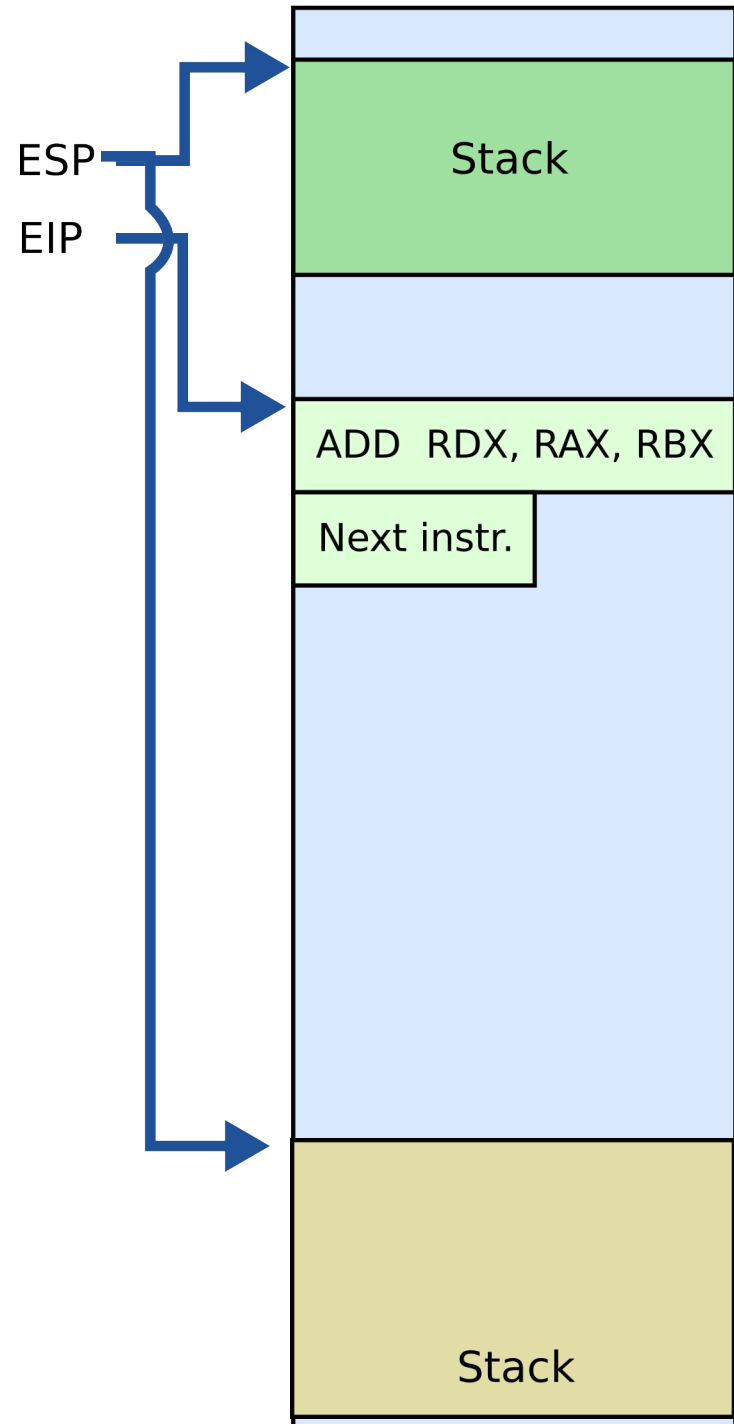 Stack
ESP
EIP
ADD RDX, RAX, RBX
Next instr.
Stack